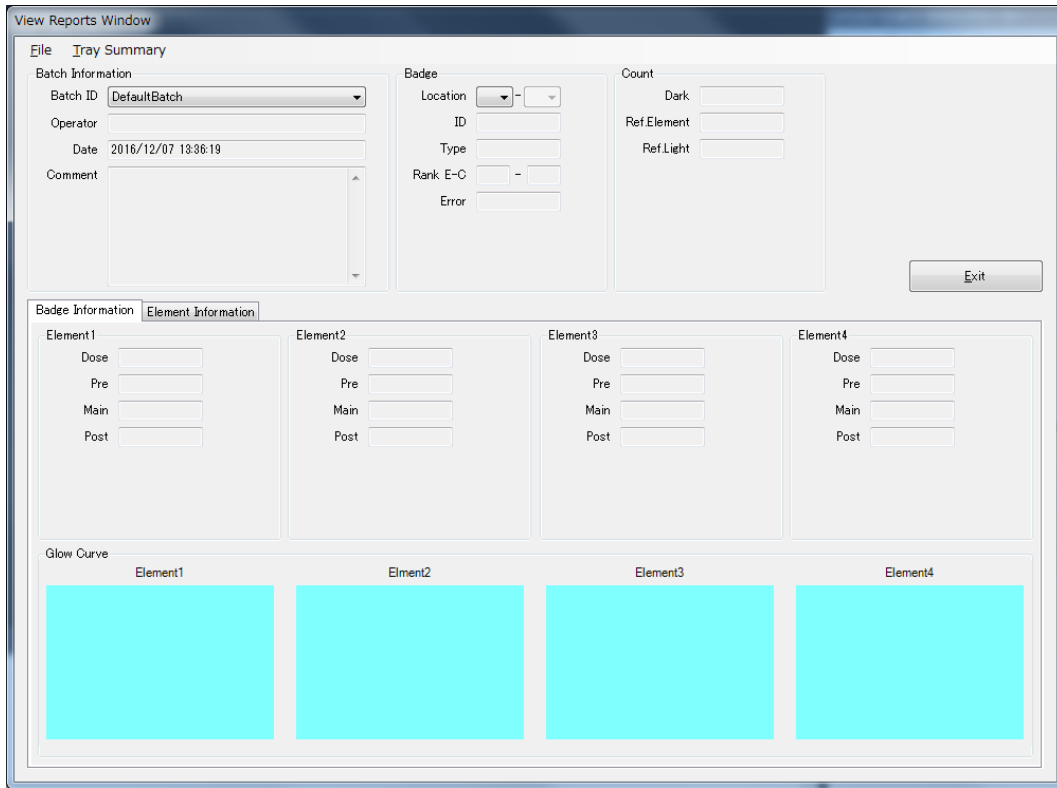 View Reports Window
File Tray Summary
Batch Information
Batch ID DefaultBatch
Operator
Date 2016/12/07 13:36:19
Comment
Badge
Location -
ID
Type
Rank E-C -
Error
Count
Dark
Ref.Element
Ref.Light
Exit
Badge Information Element Information
Element1
Dose
Pre
Main
Post
Element2
Dose
Pre
Main
Post
Element3
Dose
Pre
Main
Post
Element4
Dose
Pre
Main
Post
Glow Curve
Element1 Elment2 Element3 Element4